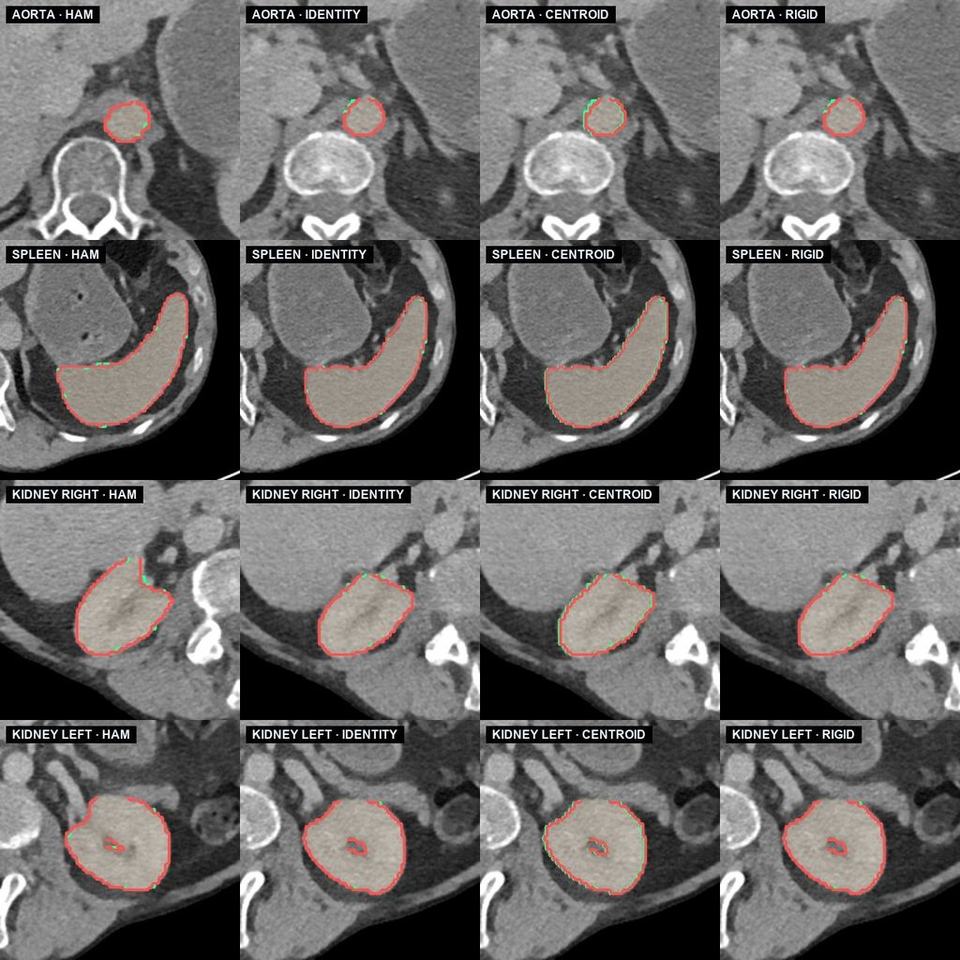 AORTA · HAM
AORTA · IDENTITY
AORTA · CENTROID
AORTA · RIGID
SPLEEN · HAM
SPLEEN · IDENTITY
SPLEEN · CENTROID
SPLEEN · RIGID
KIDNEY RIGHT · HAM
KIDNEY RIGHT · IDENTITY
KIDNEY RIGHT · CENTROID
KIDNEY RIGHT · RIGID
KIDNEY LEFT · HAM
KIDNEY LEFT · IDENTITY
KIDNEY LEFT · CENTROID
KIDNEY LEFT · RIGID